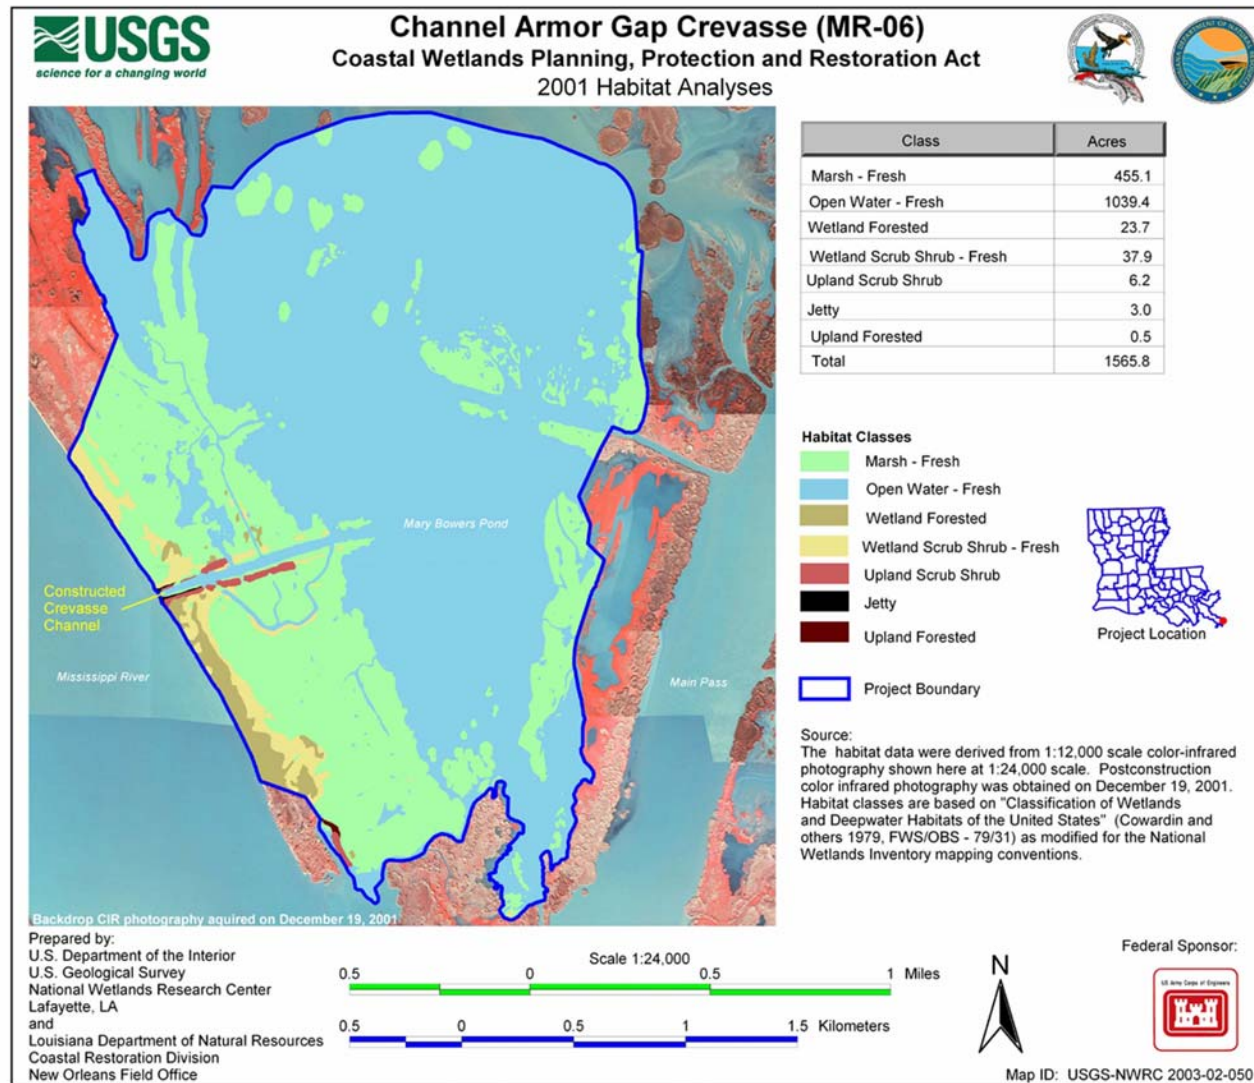 USGS
science for a changing world
Channel Armor Gap Crevasse (MR-06)
Coastal Wetlands Planning, Protection and Restoration Act
2001 Habitat Analyses
Class Acres
Marsh - Fresh 455.1
Open Water - Fresh 1039.4
Wetland Forested 23.7
Wetland Scrub Shrub - Fresh 37.9
Upland Scrub Shrub 6.2
Jetty 3.0
Upland Forested 0.5
Total 1565.8
Habitat Classes
Marsh - Fresh
Open Water - Fresh
Wetland Forested
Wetland Scrub Shrub - Fresh
Upland Scrub Shrub
Jetty
Upland Forested
Project Boundary
Project Location
Mary Bowers Pond
Constructed
Crevasse
Channel
Mississippi River
Main Pass
Source:
The habitat data were derived from 1:12,000 scale color-infrared
photography shown here at 1:24,000 scale. Postconstruction
color infrared photography was obtained on December 19, 2001.
Habitat classes are based on "Classification of Wetlands
and Deepwater Habitats of the United States" (Cowardin and
others 1979, FWS/OBS - 79/31) as modified for the National
Wetlands Inventory mapping conventions.
Backdrop CIR photography aquired on December 19, 2001
Prepared by:
U.S. Department of the Interior
U.S. Geological Survey
National Wetlands Research Center
Lafayette, LA
and
Louisiana Department of Natural Resources
Coastal Restoration Division
New Orleans Field Office
Scale 1:24,000
0.5 0 0.5 1 Miles
0.5 0 0.5 1 1.5 Kilometers
N
Federal Sponsor:
US Army Corps of Engineers
Map ID: USGS-NWRC 2003-02-050